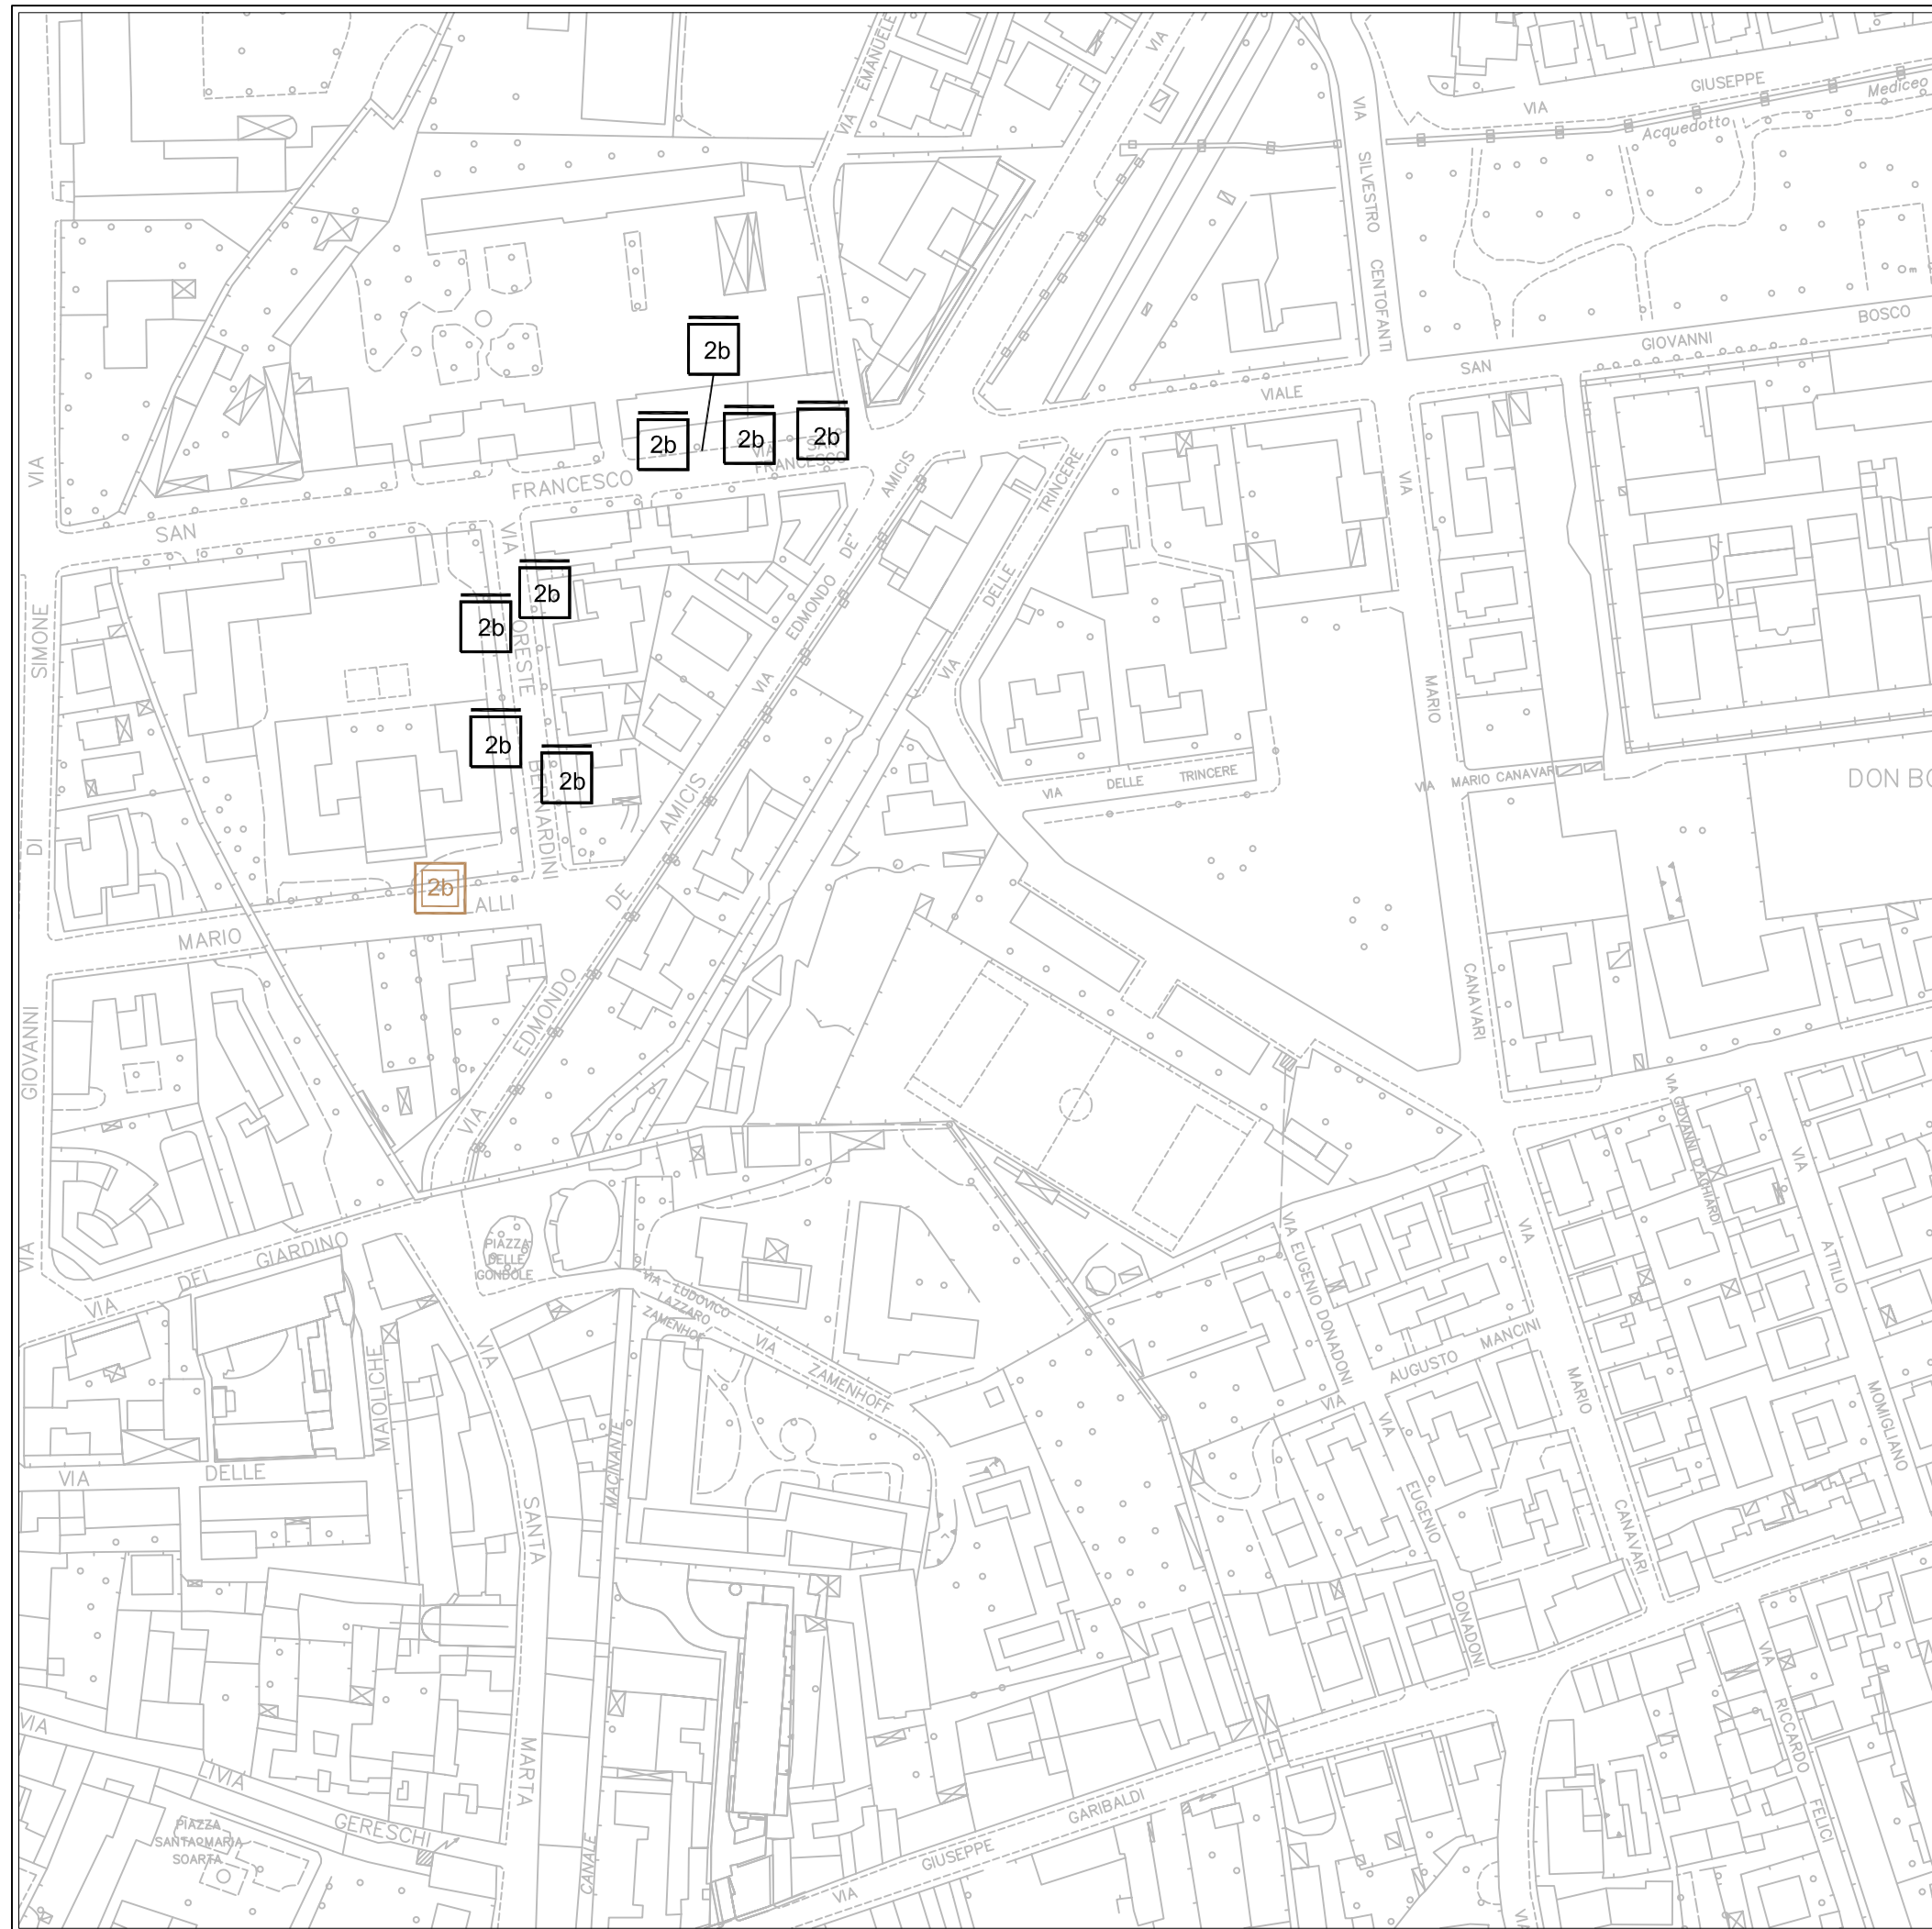 EMANUELE
VIA
VIA
VIA
SILVESTRO
CENTOFANTI
VIA
GIUSEPPE
Acquedotto
Mediceo
m
BOSCO
GIOVANNI
SAN
VIALE
2b
2b
2b
2b
VIA SAN
FRANCESCO
FRANCESCO
SAN
VIA
SIMONE
DI
GIOVANNI
VIA
VIA
ORESTE
BERNARDINI
2b
2b
2b
2b
2b
ALLI
MARIO
AMICIS
DE'
EDMONDO
VIA
AMICIS
DE
EDMONDO
VIA
TRINCERE
DELLE
VIA
VIA
DELLE
TRINCERE
VIA
MARIO
VIA
MARIO CANAVARI
CANAVARI
DON BO
p
p
VIA GIOVANNI D'ACHIARDI
VIA
ATTILIO
MOMIGLIANO
VIA
MARIO
CANAVARI
VIA EUGENIO DONADONI
AUGUSTO
MANCINI
VIA
VIA
EUGENIO
DONADONI
PIAZZA
DELLE
GONDOLE
VIA
DEL
GIARDINO
VIA
LUDOVICO
LAZZARO
ZAMENHOF
VIA
ZAMENHOFF
VIA
DELLE
MAIOLICHE
VIA
SANTA
MARTA
MACINANTE
CANALE
VIA
LIVIA
GERESCHI
PIAZZA
SANTA MARIA
SOARTA
VIA
GIUSEPPE
GARIBALDI
VIA
RICCARDO
FELICI
VIA